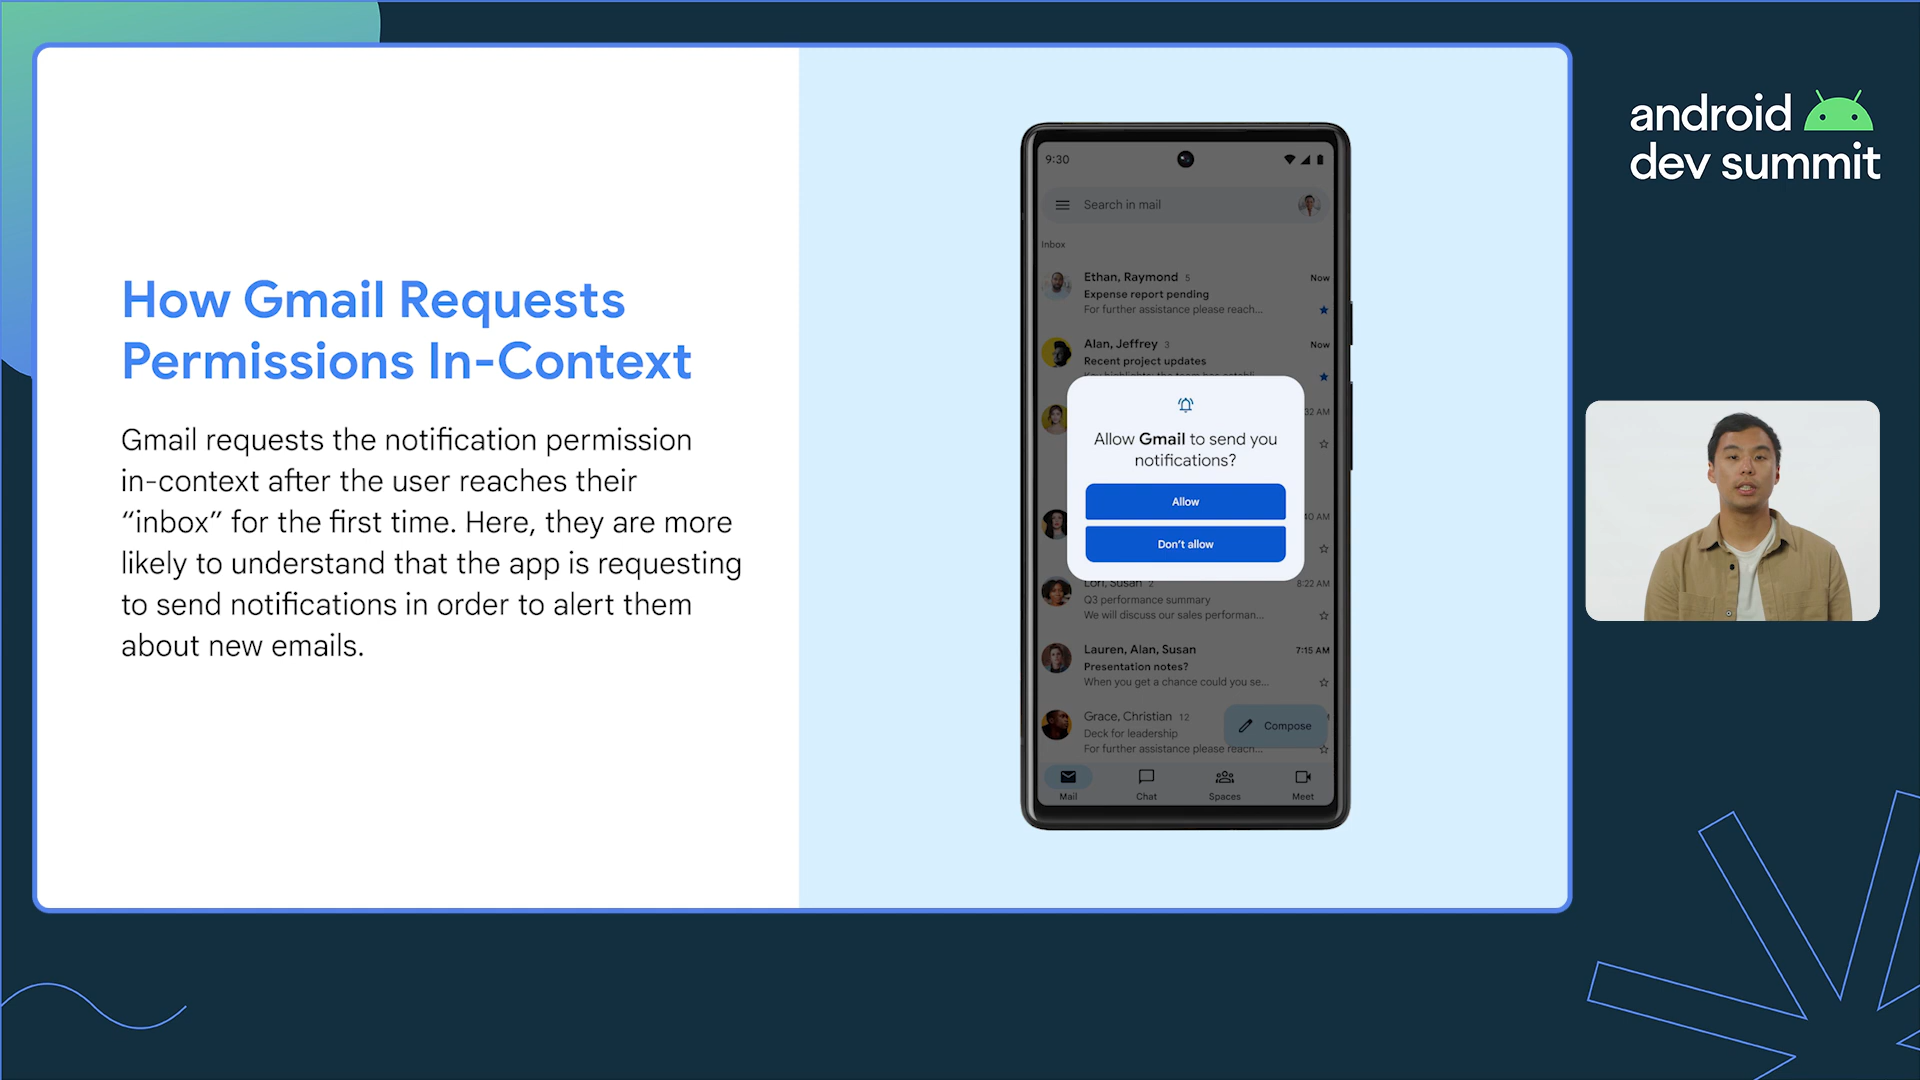 How Gmail Requests
Permissions In-Context
Gmail requests the notification permission
in-context after the user reaches their
“inbox” for the first time. Here, they are more
likely to understand that the app is requesting
to send notifications in order to alert them
about new emails.
9:30
Search in mail
Inbox
Ethan, Raymond 5 Now
Expense report pending
For further assistance please reach...
Alan, Jeffrey 3 Now
Recent project updates
Allow Gmail to send you
notifications?
Allow
Don't allow
Lori, Susan 2 8:22 AM
Q3 performance summary
We will discuss our sales performan...
Lauren, Alan, Susan 7:15 AM
Presentation notes?
When you get a chance could you se...
Grace, Christian 12
Deck for leadership
For further assistance please reach...
Compose
Mail Chat Spaces Meet
android
dev summit